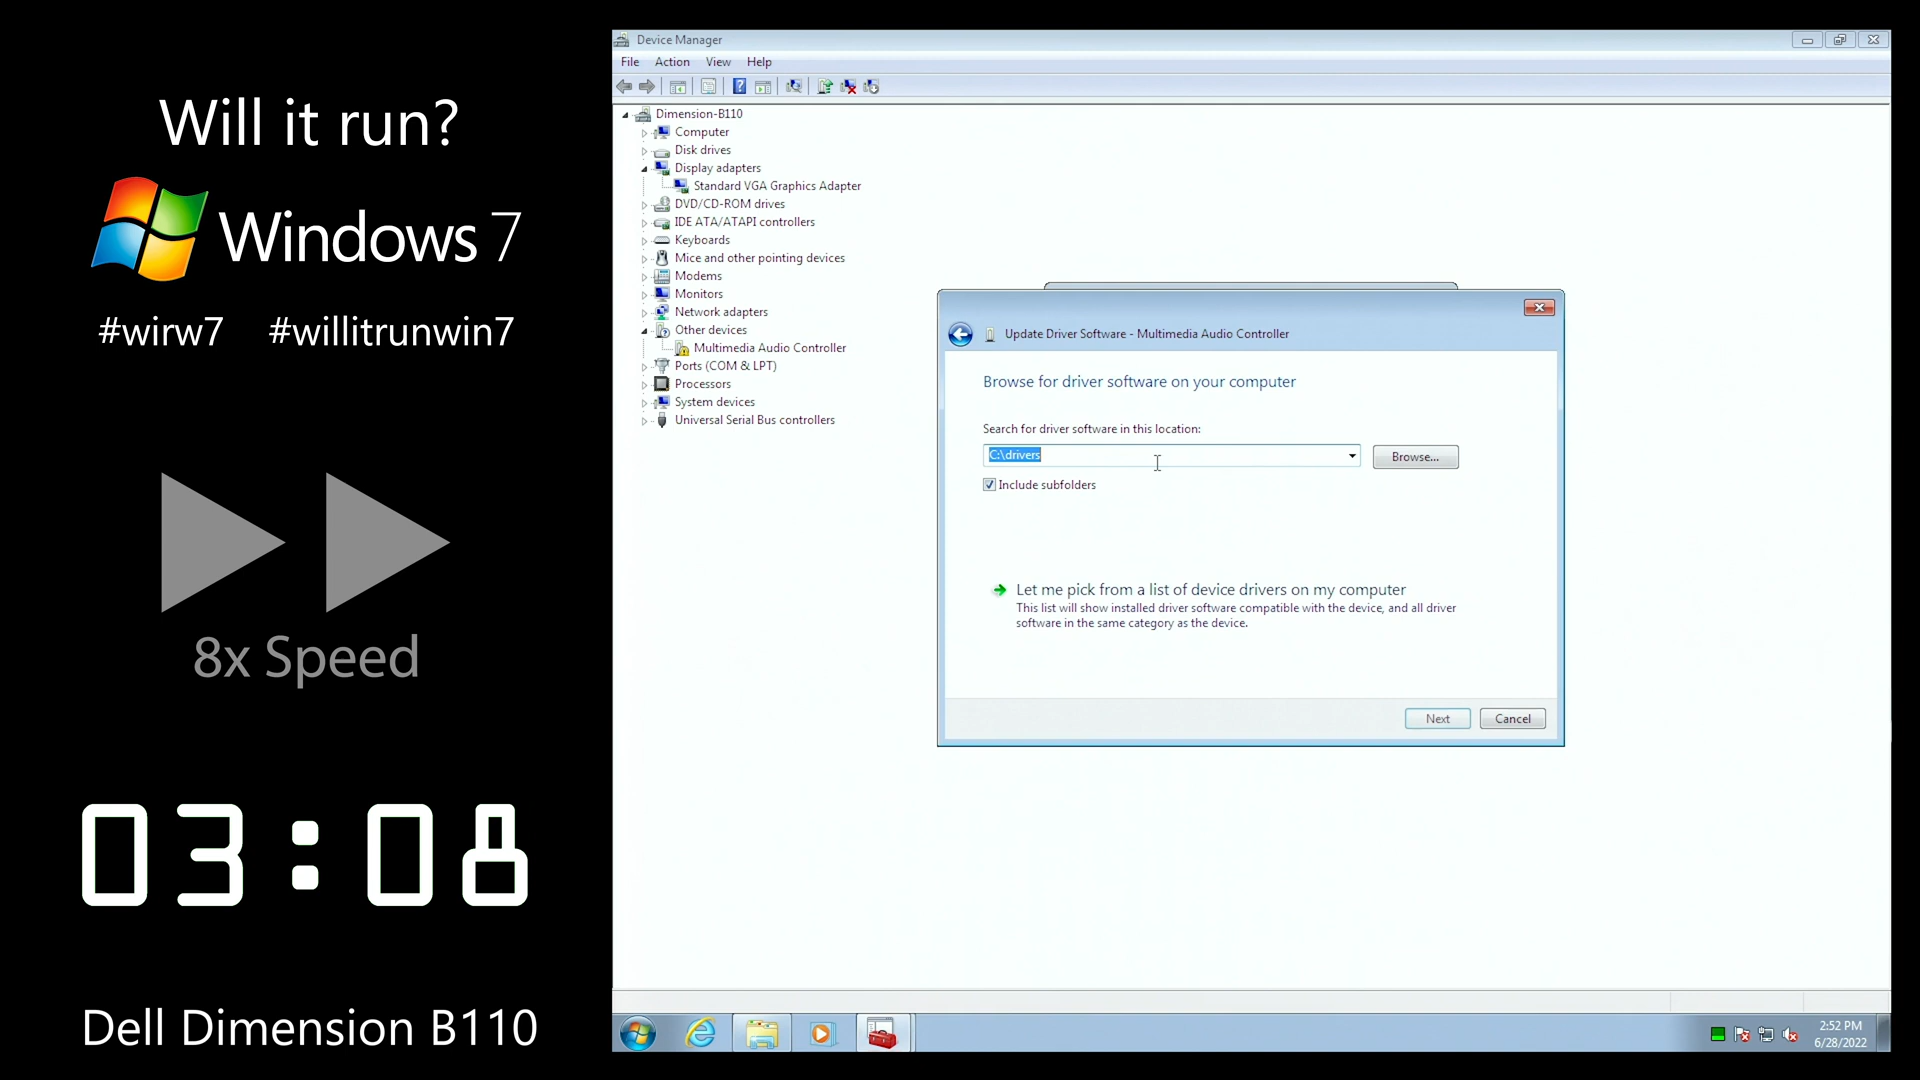 Will it run?
Windows 7
#wirw7 #willitrunwin7
8x Speed
03:08
Dell Dimension B110
Device Manager
File Action View Help
Dimension-B110
Computer
Disk drives
Display adapters
Standard VGA Graphics Adapter
DVD/CD-ROM drives
IDE ATA/ATAPI controllers
Keyboards
Mice and other pointing devices
Modems
Monitors
Network adapters
Other devices
Multimedia Audio Controller
Ports (COM & LPT)
Processors
System devices
Universal Serial Bus controllers
Update Driver Software - Multimedia Audio Controller
Browse for driver software on your computer
Search for driver software in this location:
C:\drivers
Browse...
Include subfolders
Let me pick from a list of device drivers on my computer
This list will show installed driver software compatible with the device, and all driver
software in the same category as the device.
Next Cancel
2:52 PM
6/28/2022